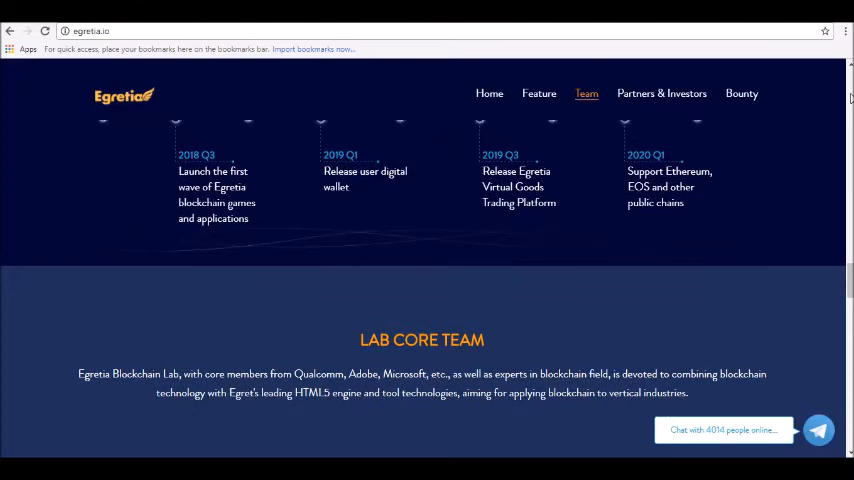 egretia.io
Apps For quick access, place your bookmarks here on the bookmarks bar. Import bookmarks now...
Egretia
Home Feature Team Partners & Investors Bounty
2018 Q3
Launch the first
wave of Egretia
blockchain games
and applications
2019 Q1
Release user digital
wallet
2019 Q3
Release Egretia
Virtual Goods
Trading Platform
2020 Q1
Support Ethereum,
EOS and other
public chains
LAB CORE TEAM
Egretia Blockchain Lab, with core members from Qualcomm, Adobe, Microsoft, etc., as well as experts in blockchain field, is devoted to combining blockchain
technology with Egret's leading HTML5 engine and tool technologies, aiming for applying blockchain to vertical industries.
Chat with 4014 people online...